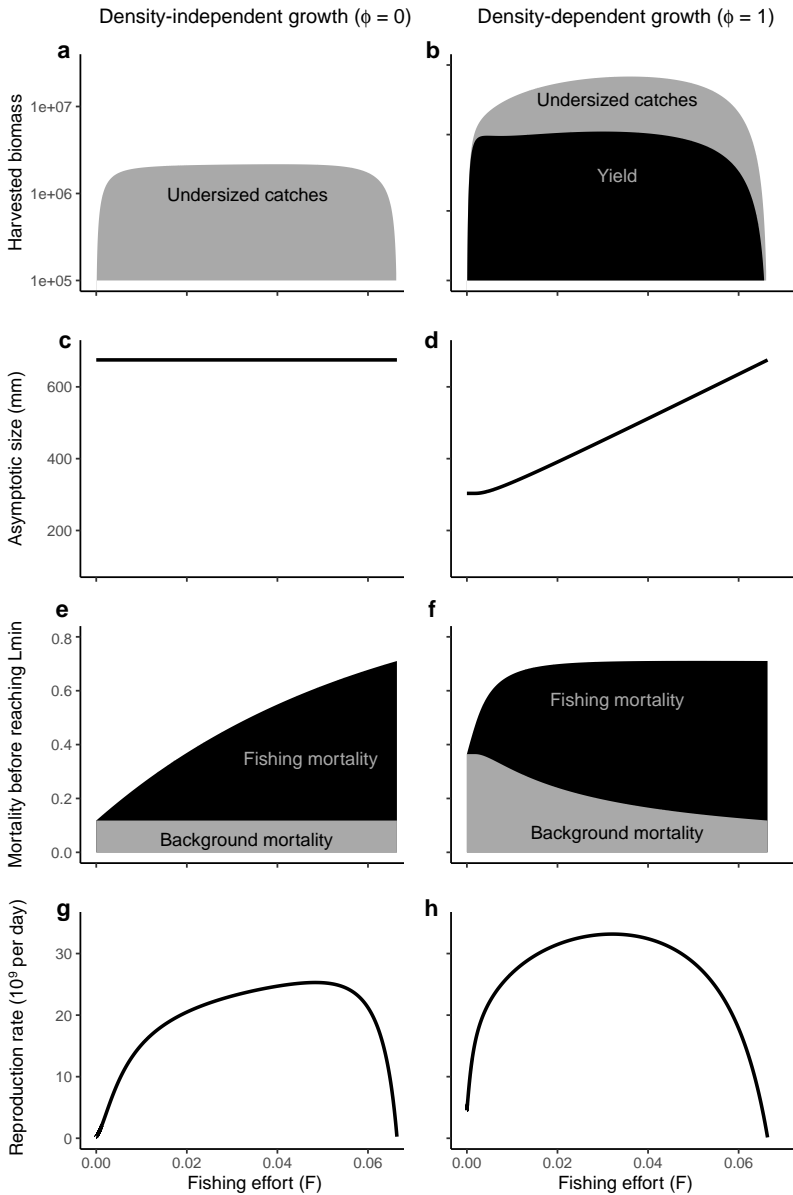 Density-independent growth (ϕ = 0)
Density-dependent growth (ϕ = 1)
a
b
Harvested biomass
1e+07
1e+06
1e+05
Undersized catches
Undersized catches
Yield
c
d
Asymptotic size (mm)
600
400
200
e
f
Mortality before reaching Lmin
0.8
0.6
0.4
0.2
0.0
Fishing mortality
Background mortality
Fishing mortality
Background mortality
g
h
Reproduction rate (10⁹ per day)
30
20
10
0
0.00 0.02 0.04 0.06
0.00 0.02 0.04 0.06
Fishing effort (F)
Fishing effort (F)